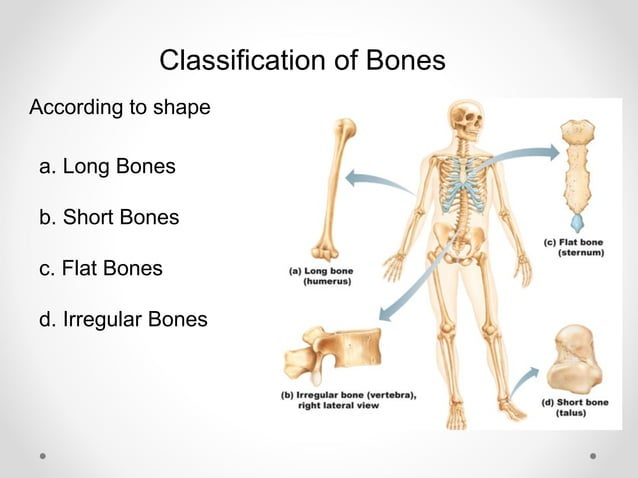 Classification of Bones
According to shape
a. Long Bones
b. Short Bones
c. Flat Bones
d. Irregular Bones
(a) Long bone
(humerus)
(c) Flat bone
(sternum)
(b) Irregular bone (vertebra),
right lateral view
(d) Short bone
(talus)